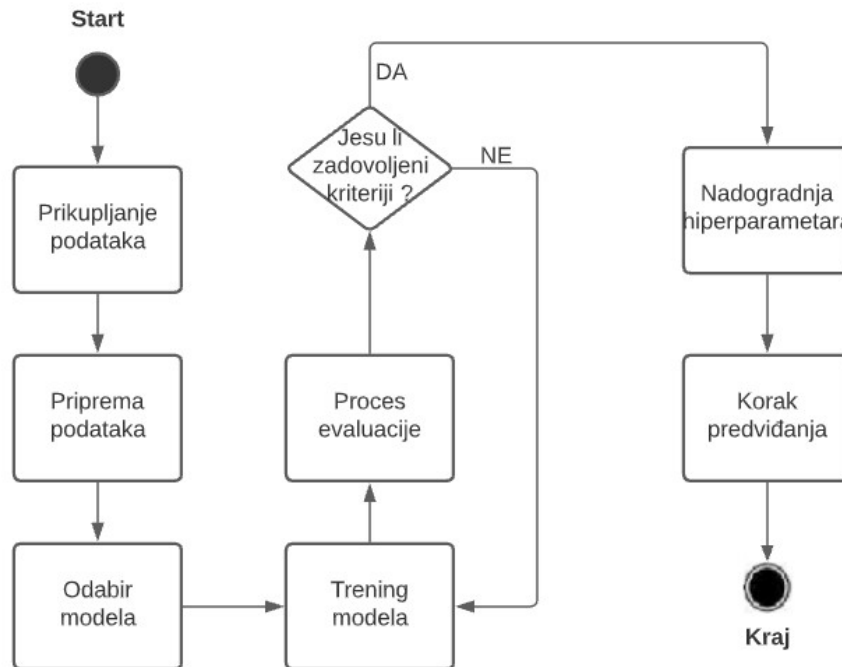 Start
Prikupljanje
podataka
Priprema
podataka
Odabir
modela
Trening
modela
Proces
evaluacije
Jesu li
zadovoljeni
kriteriji ?
DA
NE
Nadogradnja
hiperparametara
Korak
predviđanja
Kraj